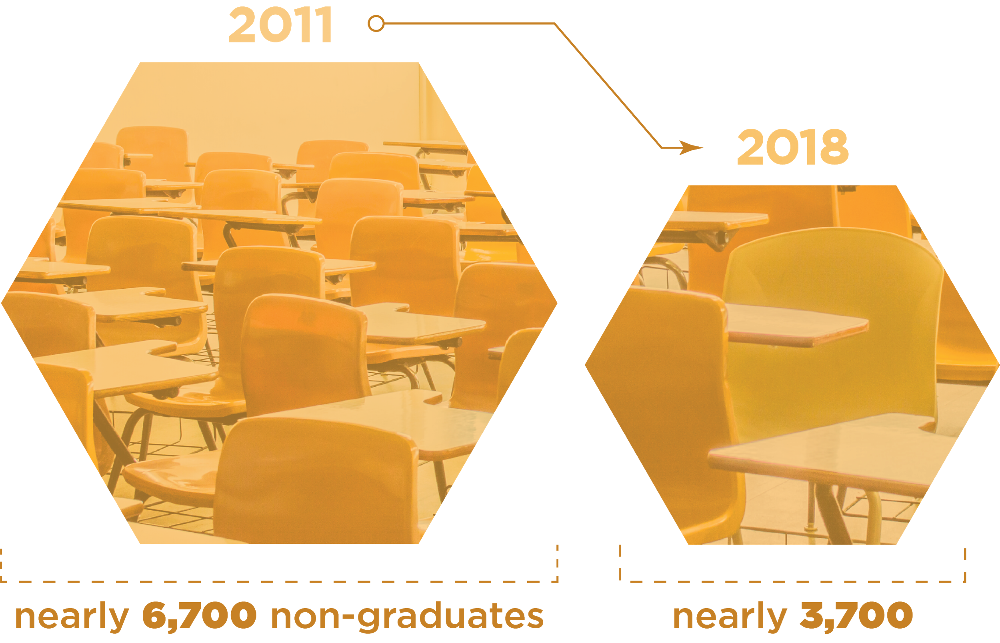 2011
2018
nearly 6,700 non-graduates
nearly 3,700